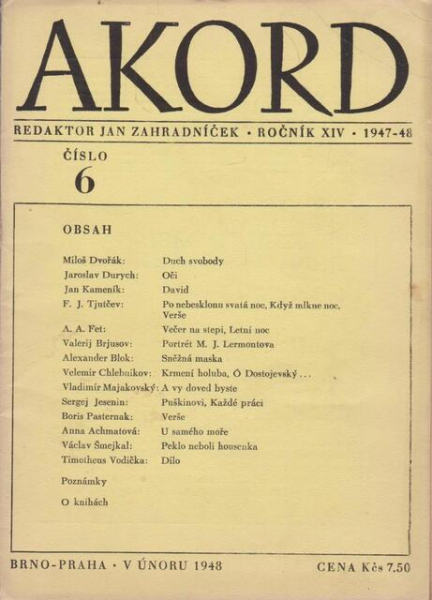 AKORD
REDAKTOR JAN ZAHRADNÍČEK • ROČNÍK XIV • 1947-48
ČÍSLO
6
OBSAH
Miloš Dvořák: Duch svobody
Jaroslav Durych: Oči
Jan Kameník: David
F. J. Tjutčev: Po nebesklonu svatá noc, Když mlkne noc,
Verše
A. A. Fet: Večer na stepi, Letní noc
Valerij Brjusov: Portrét M. J. Lermontova
Alexander Blok: Sněžná maska
Velemir Chlebnikov: Krmení holuba, Ó Dostojevský ...
Vladimír Majakovský: A vy doved byste
Sergej Jesenin: Puškinovi, Každé práci
Boris Pasternak: Verše
Anna Achmatová: U samého moře
Václav Šmejkal: Peklo neboli housenka
Timotheus Vodička: Dílo
Poznámky
O knihách
BRNO-PRAHA • V ÚNORU 1948 CENA Kčs 7.50